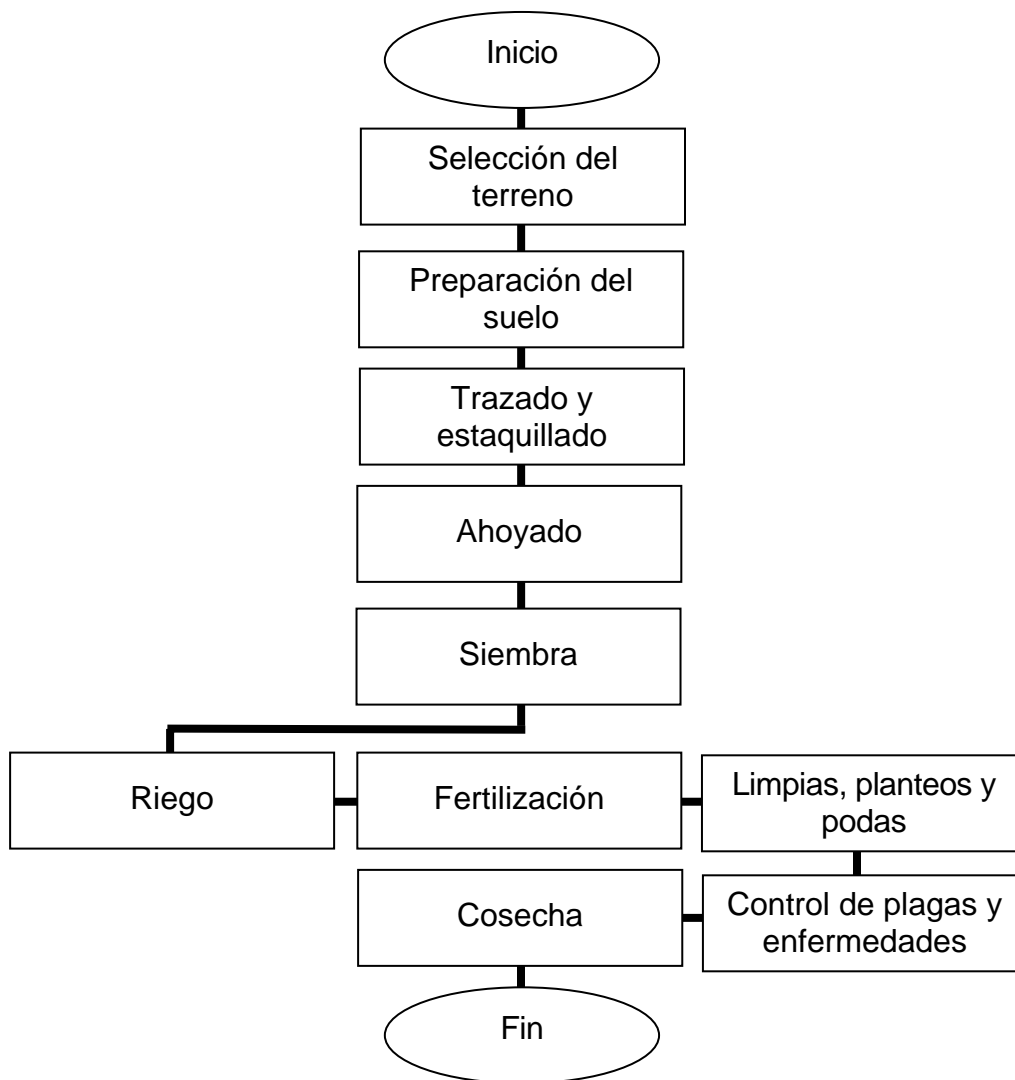 Inicio
Selección del
terreno
Preparación del
suelo
Trazado y
estaquillado
Ahoyado
Siembra
Riego
Fertilización
Limpias, planteos y
podas
Control de plagas y
enfermedades
Cosecha
Fin